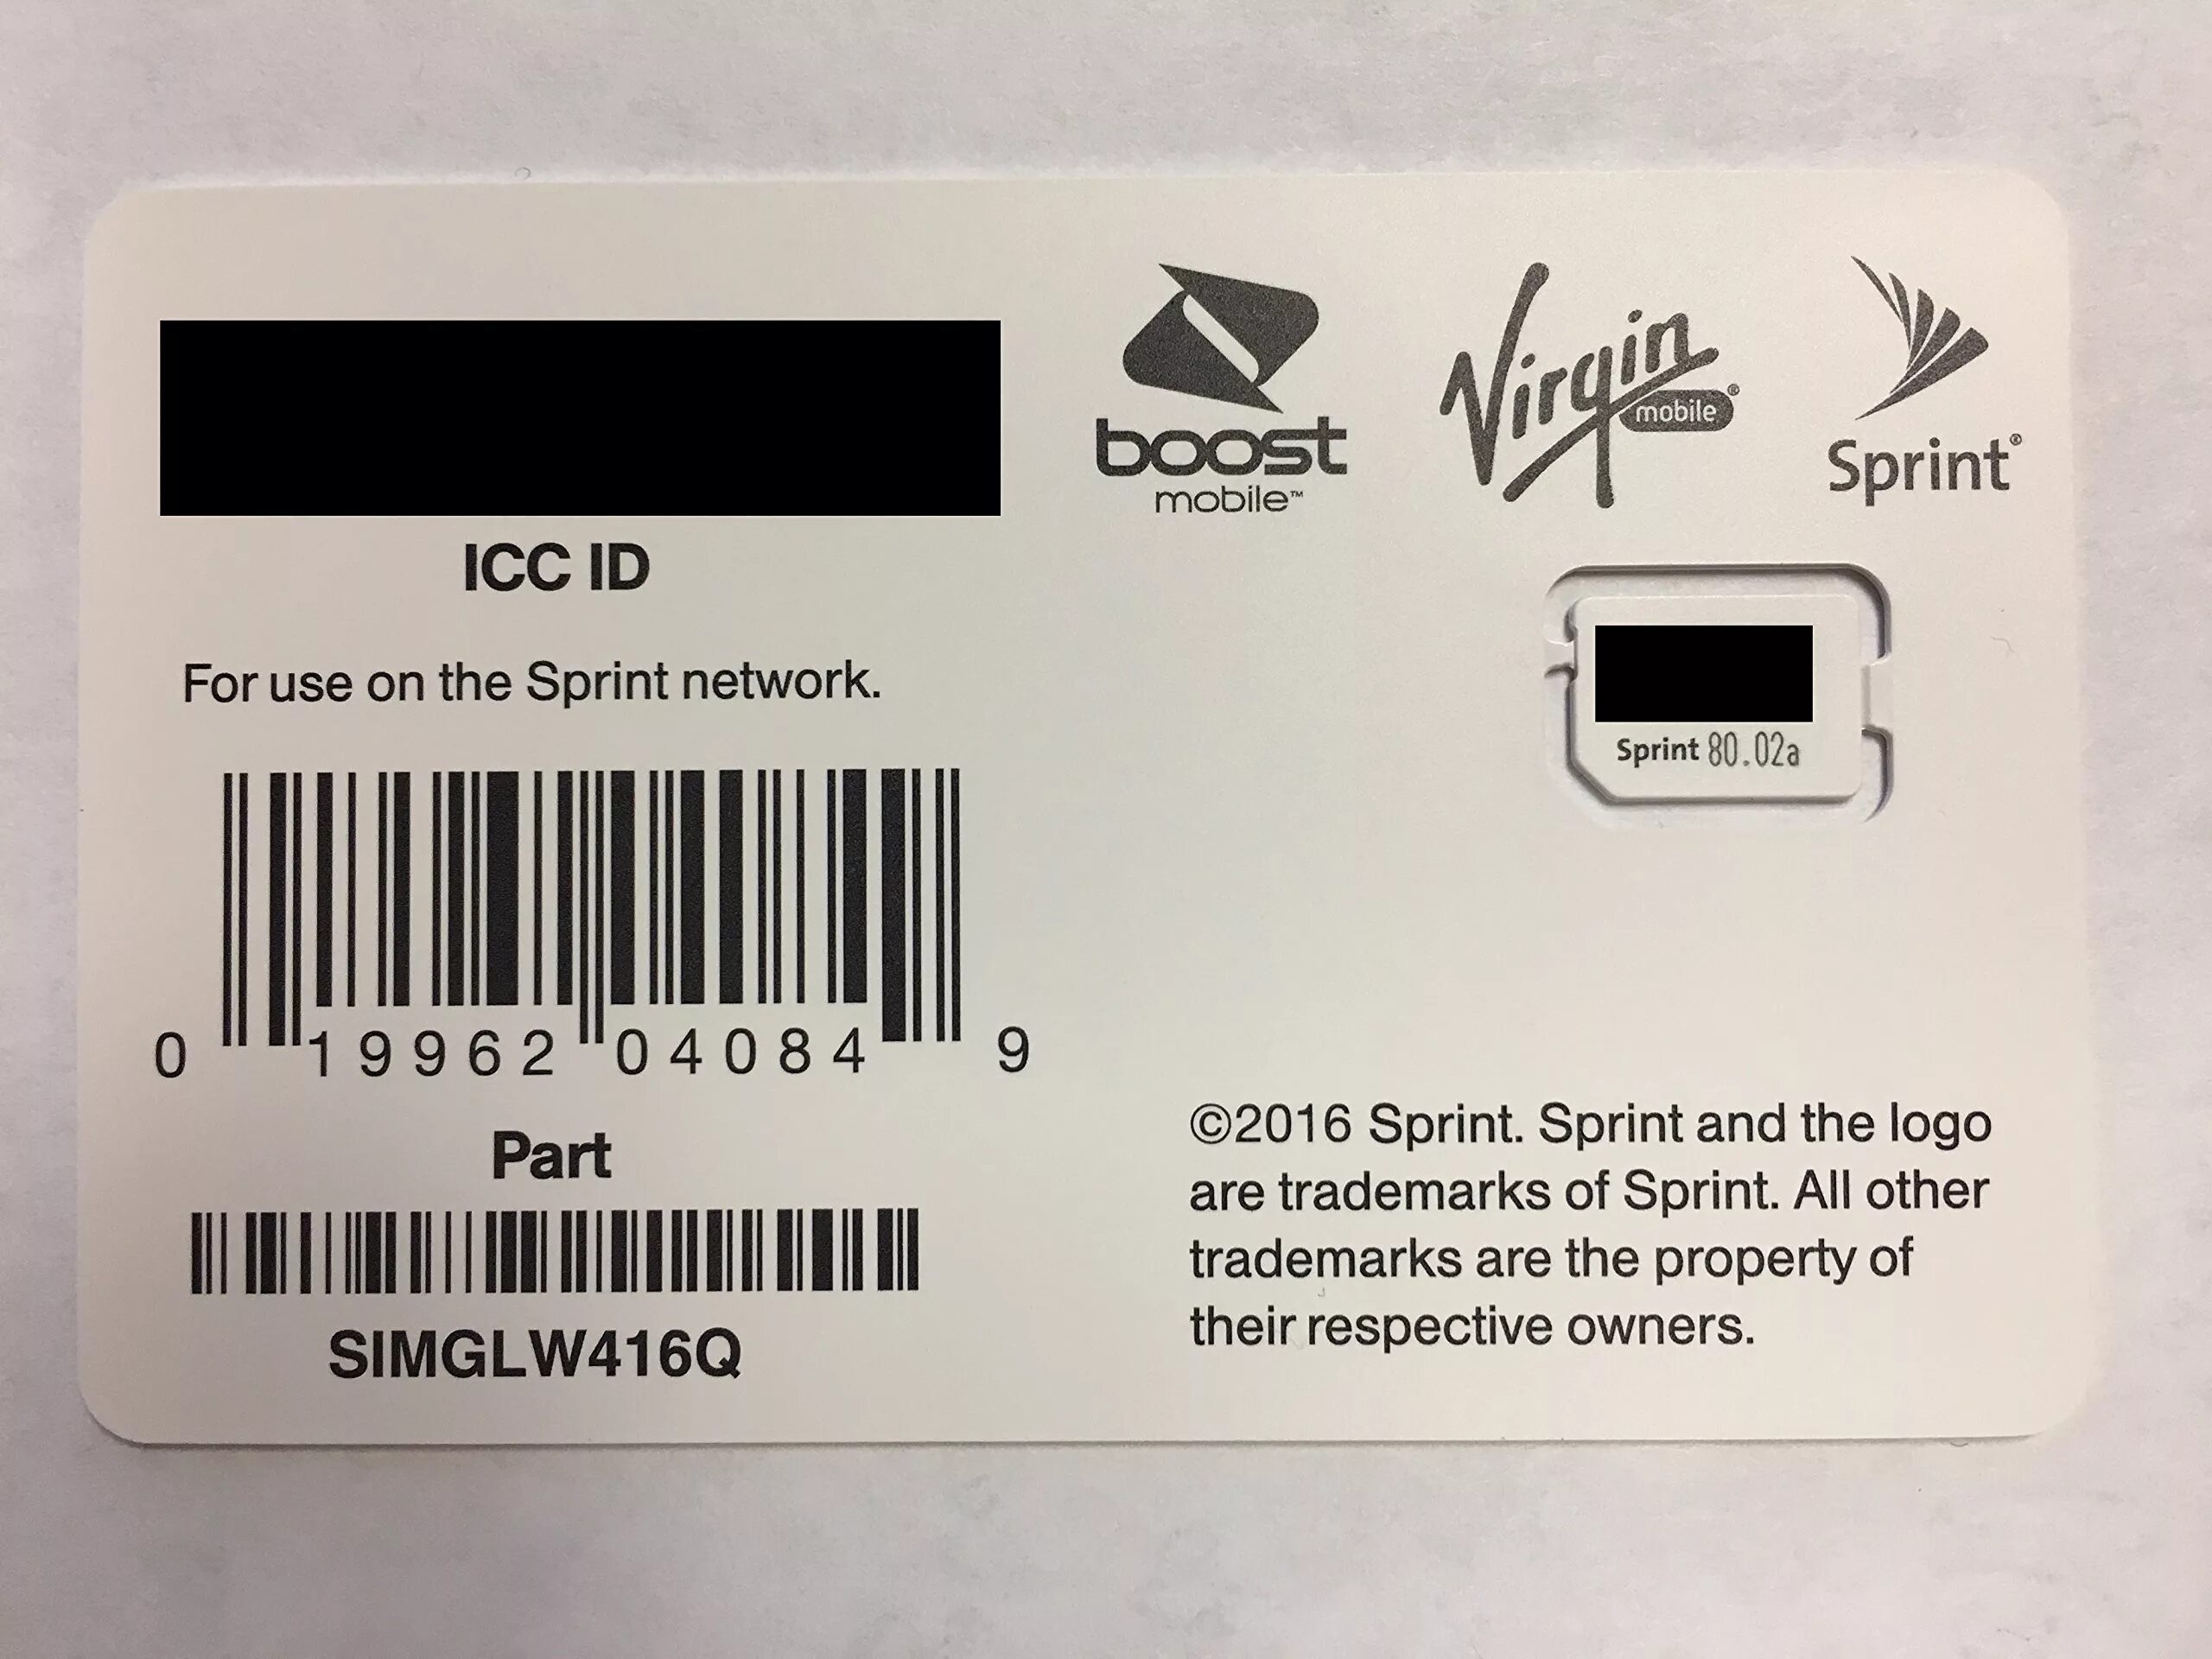 boost
mobile™
Virgin
mobile®
Sprint®
ICC ID
For use on the Sprint network.
Sprint 80.02a
0 19962 04084 9
Part
SIMGLW416Q
©2016 Sprint. Sprint and the logo
are trademarks of Sprint. All other
trademarks are the property of
their respective owners.